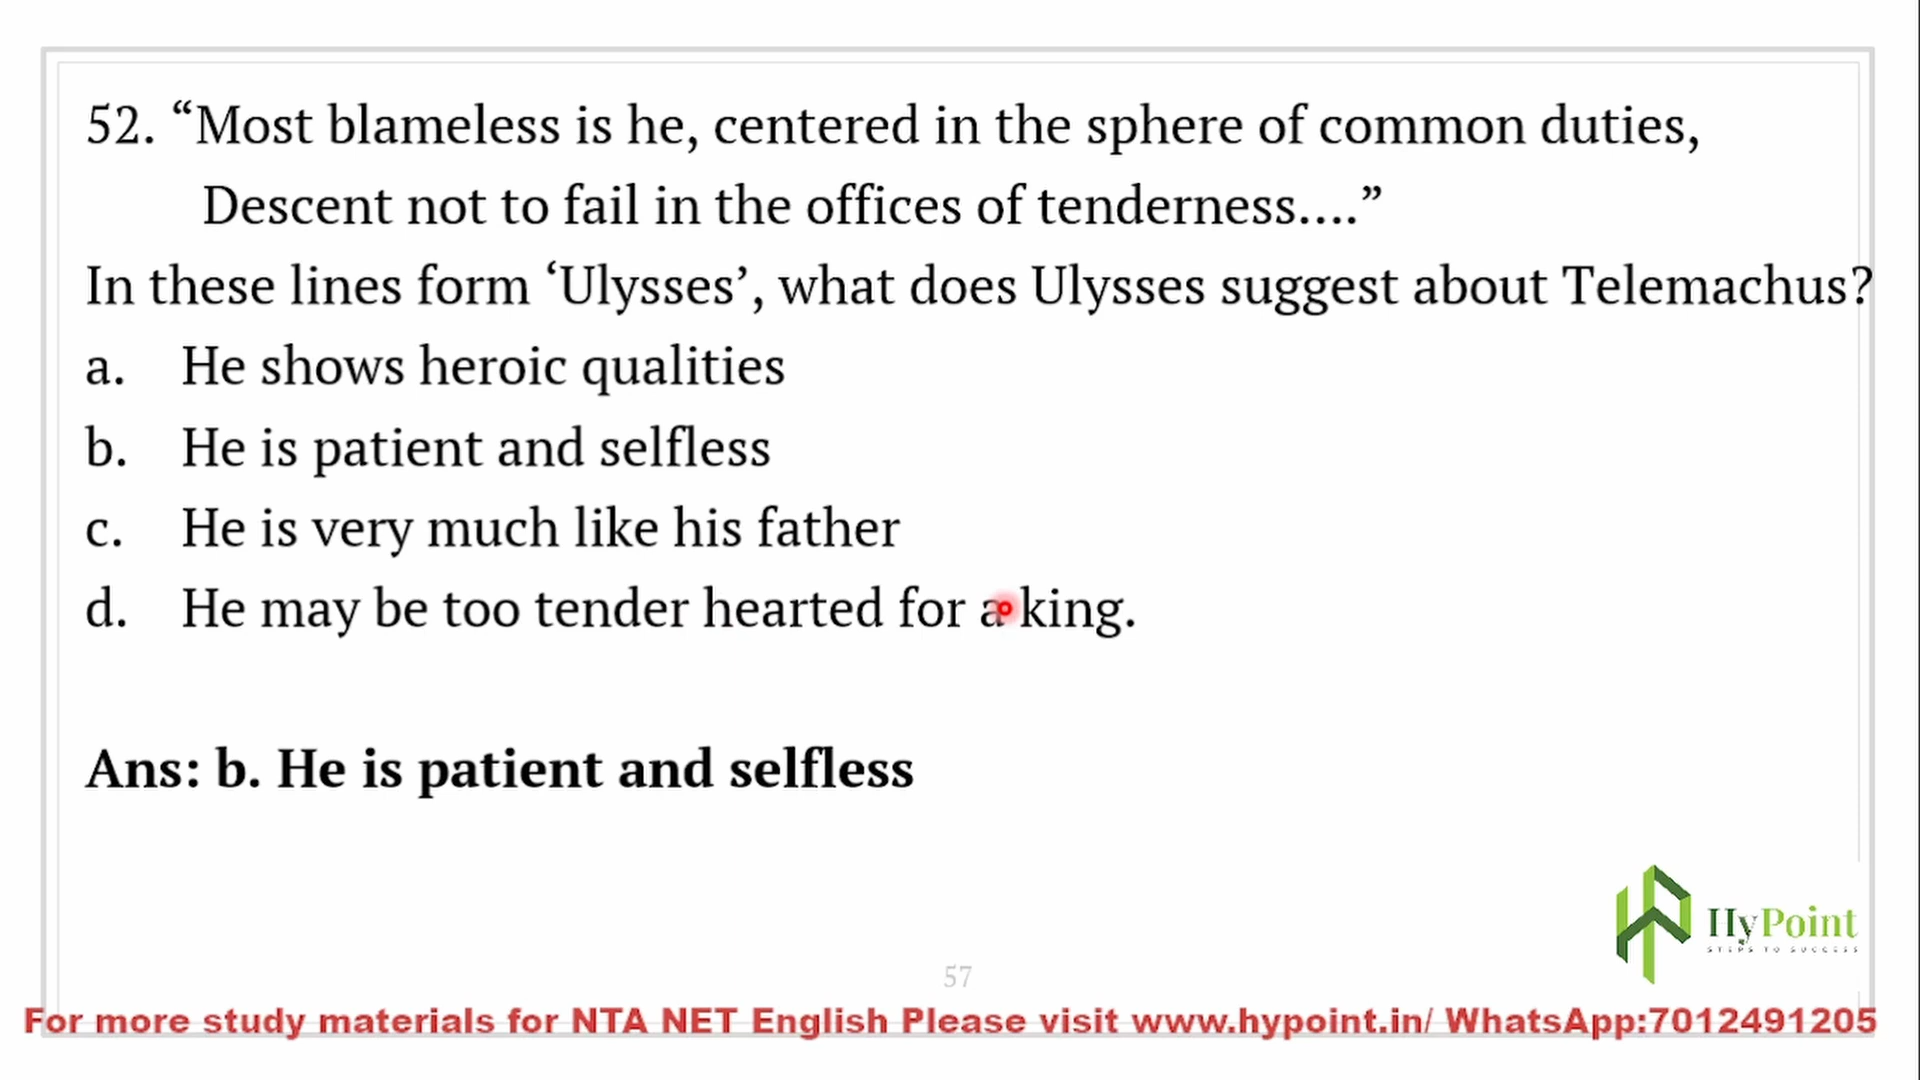 52. “Most blameless is he, centered in the sphere of common duties,
Descent not to fail in the offices of tenderness....”
In these lines form ‘Ulysses’, what does Ulysses suggest about Telemachus?
a. He shows heroic qualities
b. He is patient and selfless
c. He is very much like his father
d. He may be too tender hearted for a king.
Ans: b. He is patient and selfless
HyPoint
STEPS TO SUCCESS
57
For more study materials for NTA NET English Please visit www.hypoint.in/ WhatsApp:7012491205